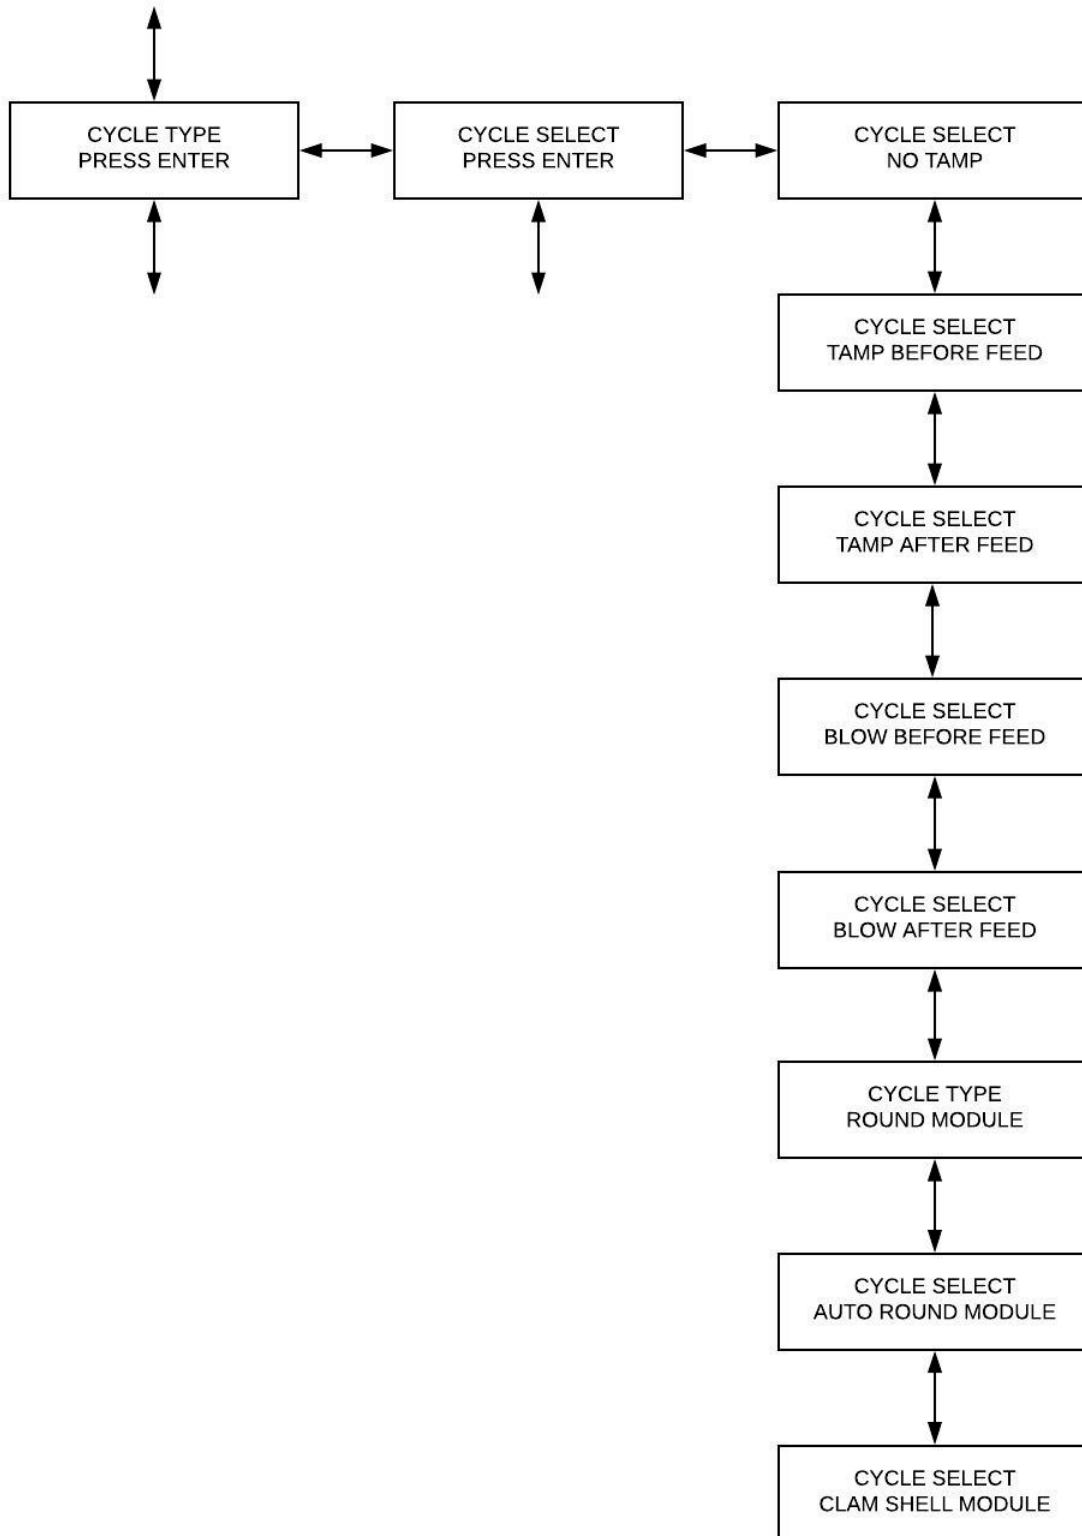 CYCLE TYPE
PRESS ENTER
CYCLE SELECT
PRESS ENTER
CYCLE SELECT
NO TAMP
CYCLE SELECT
TAMP BEFORE FEED
CYCLE SELECT
TAMP AFTER FEED
CYCLE SELECT
BLOW BEFORE FEED
CYCLE SELECT
BLOW AFTER FEED
CYCLE TYPE
ROUND MODULE
CYCLE SELECT
AUTO ROUND MODULE
CYCLE SELECT
CLAM SHELL MODULE